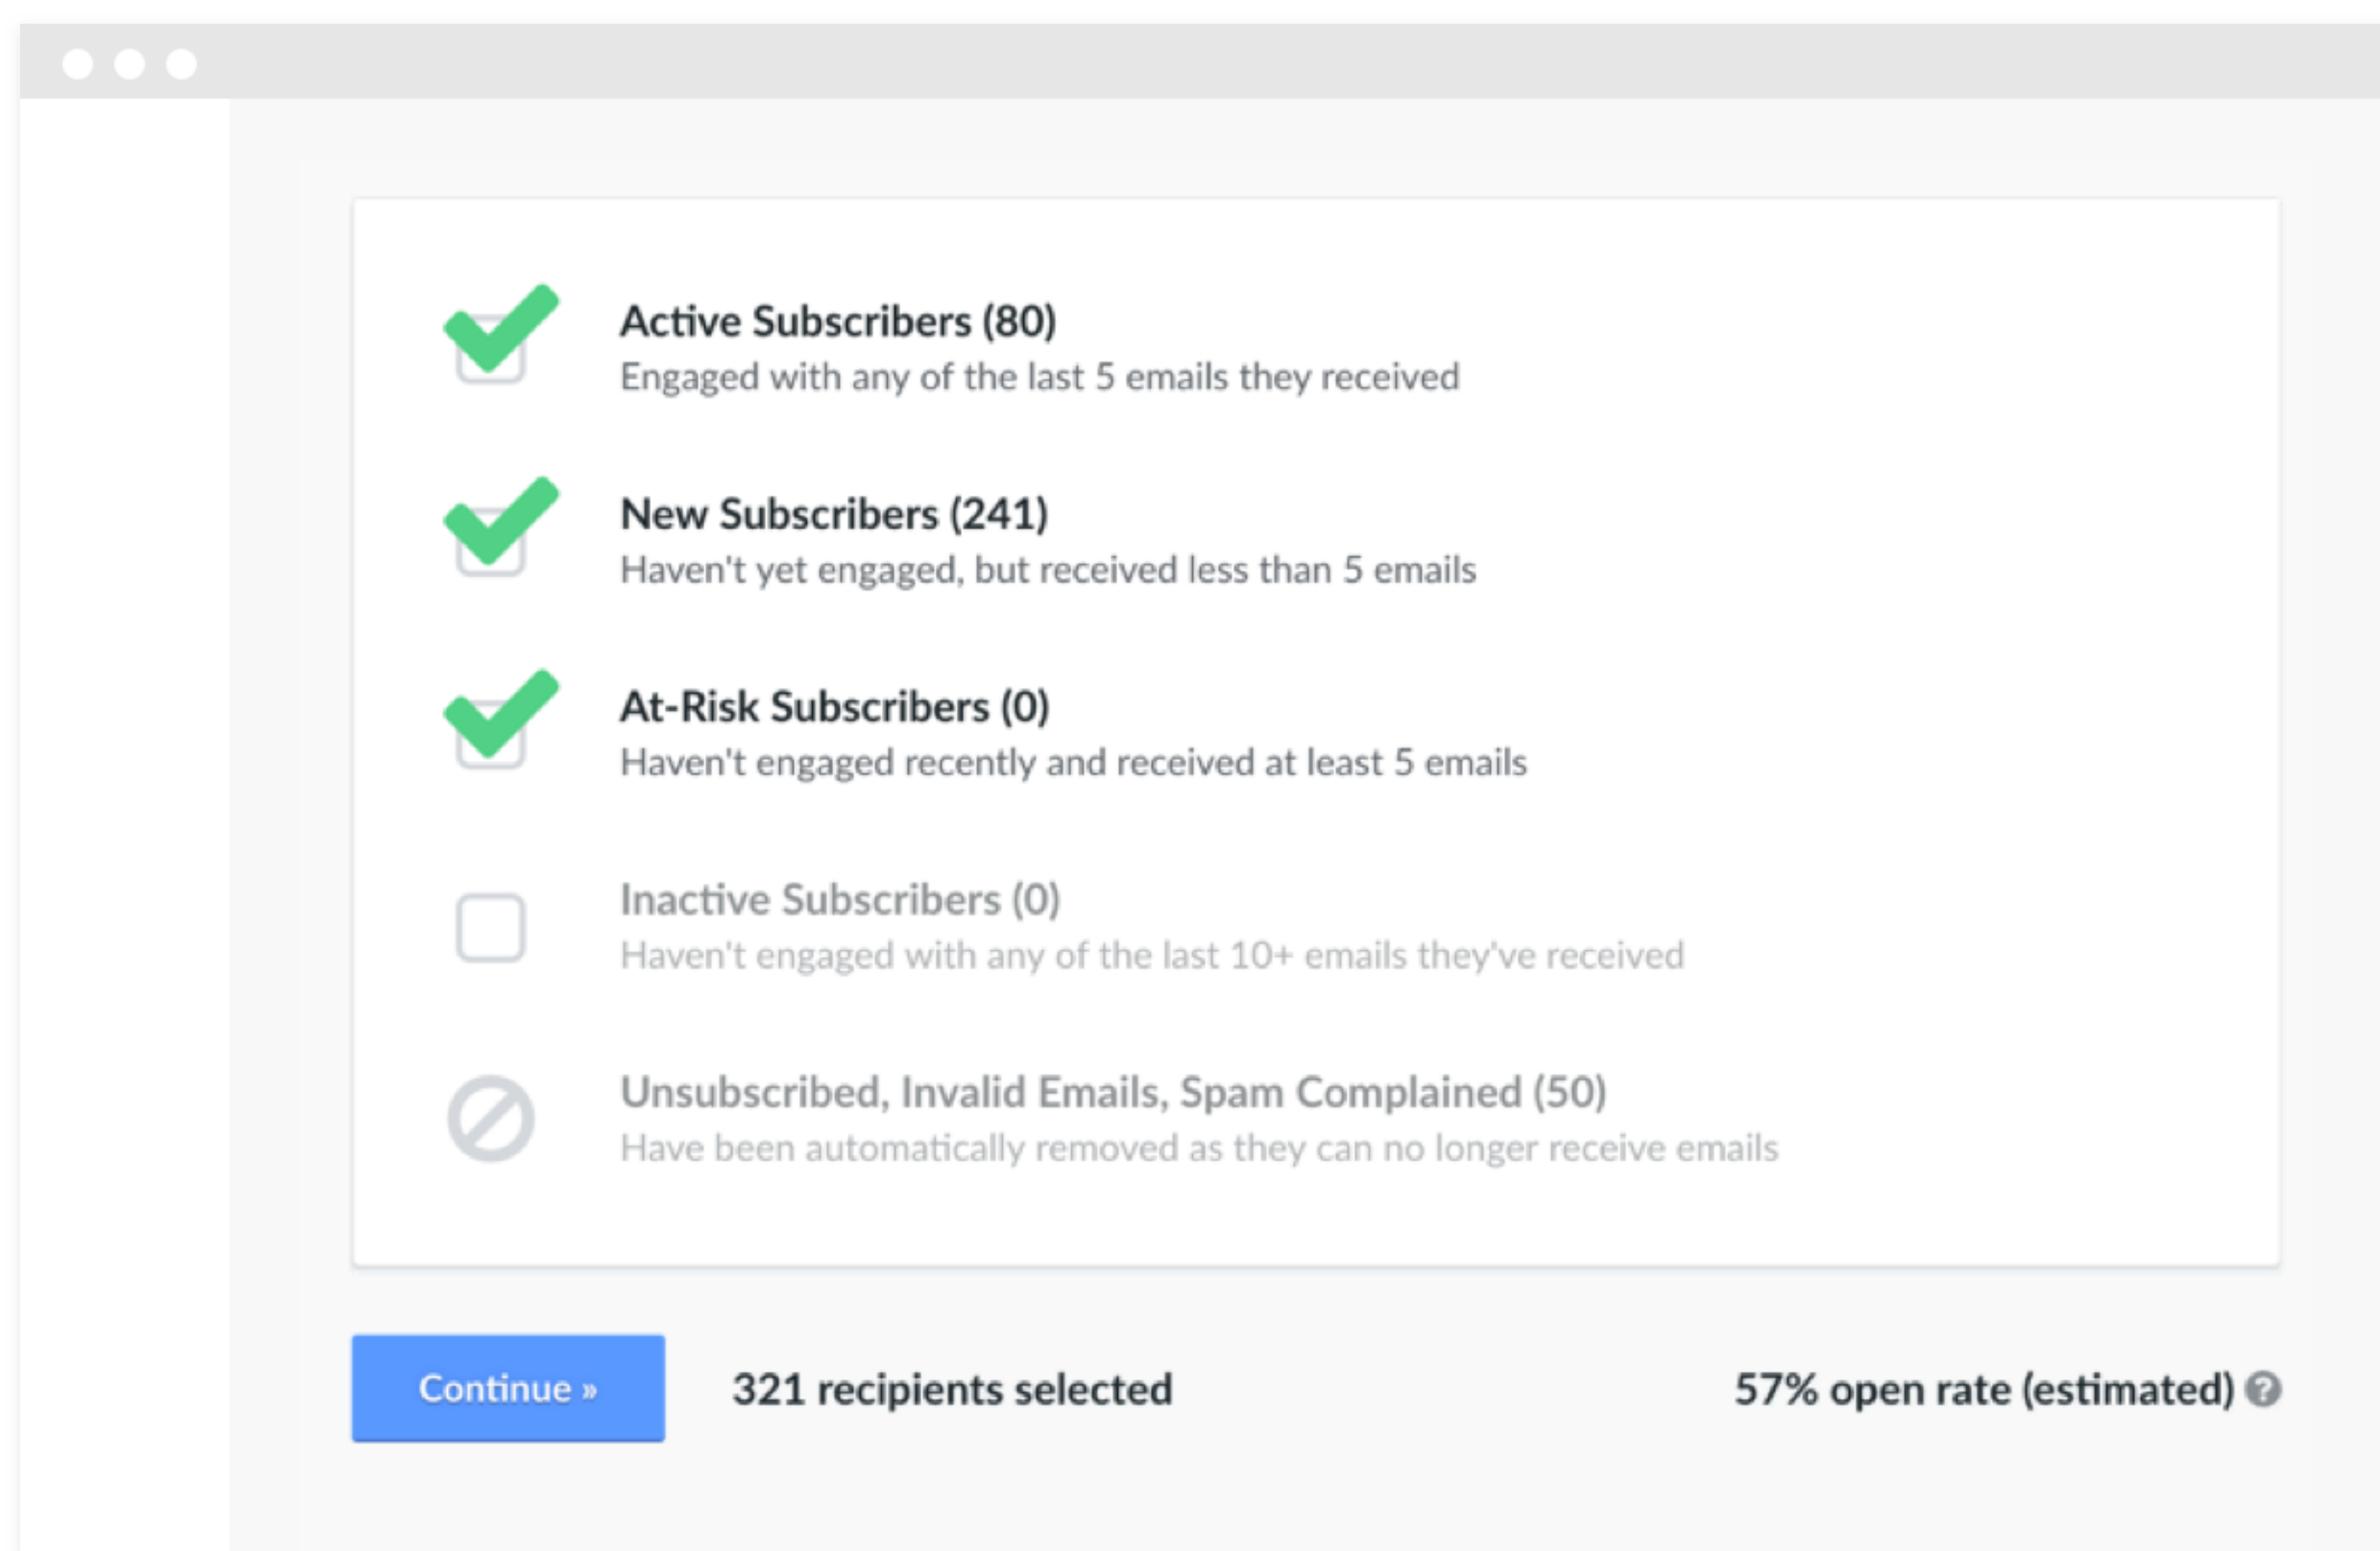 Active Subscribers (80)
Engaged with any of the last 5 emails they received
New Subscribers (241)
Haven't yet engaged, but received less than 5 emails
At-Risk Subscribers (0)
Haven't engaged recently and received at least 5 emails
Inactive Subscribers (0)
Haven't engaged with any of the last 10+ emails they've received
Unsubscribed, Invalid Emails, Spam Complained (50)
Have been automatically removed as they can no longer receive emails
Continue » 321 recipients selected 57% open rate (estimated) ?